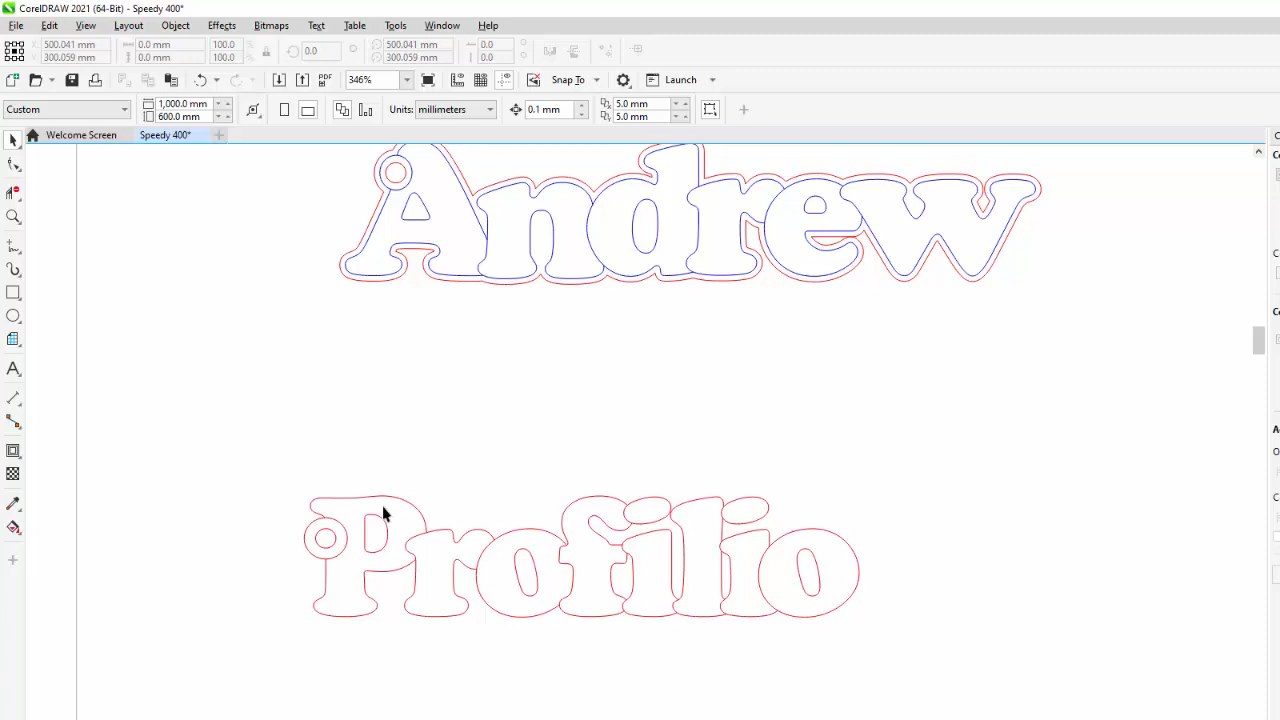 CorelDRAW 2021 (64-Bit) - Speedy 400*
File Edit View Layout Object Effects Bitmaps Text Table Tools Window Help
X: 500.041 mm 0.0 mm 100.0 0.0 500.041 mm 0.0
Y: 300.059 mm 0.0 mm 100.0 300.059 mm 0.0
PDF 346% Snap To Launch
Custom 1,000.0 mm 600.0 mm Units: millimeters 0.1 mm 5.0 mm 5.0 mm
Welcome Screen Speedy 400*
Andrew
Profilio